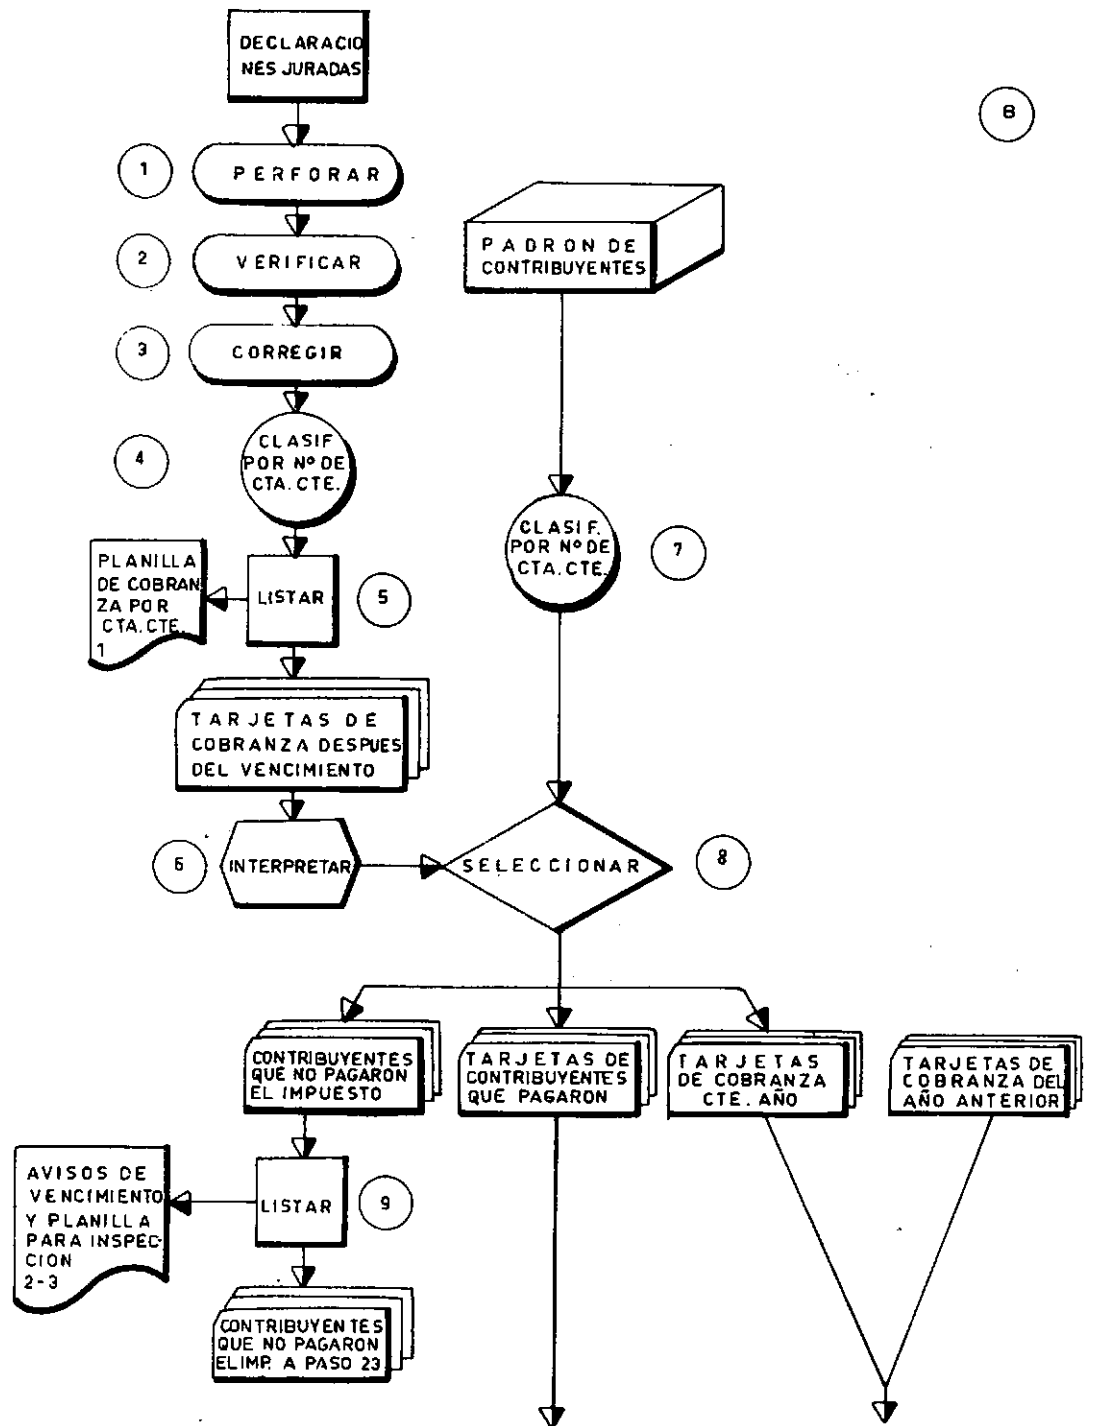 DECLARACIO
NES JURADAS
8
1
PERFORAR
2
VERIFICAR
PADRON DE
CONTRIBUYENTES
3
CORREGIR
4
CLASIF
POR Nº DE
CTA. CTE.
CLASIF.
POR Nº DE
CTA. CTE.
7
PLANILLA
DE COBRAN
ZA POR
CTA. CTE.
1
LISTAR
5
TARJETAS DE
COBRANZA DESPUES
DEL VENCIMIENTO
6
INTERPRETAR
SELECCIONAR
8
CONTRIBUYENTES
QUE NO PAGARON
EL IMPUESTO
TARJETAS DE
CONTRIBUYENTES
QUE PAGARON
TARJETAS
DE COBRANZA
CTE. AÑO
TARJETAS DE
COBRANZA DEL
AÑO ANTERIOR
AVISOS DE
VENCIMIENTO
Y PLANILLA
PARA INSPEC-
CION
2-3
LISTAR
9
CONTRIBUYENTES
QUE NO PAGARON
EL IMP. A PASO 23